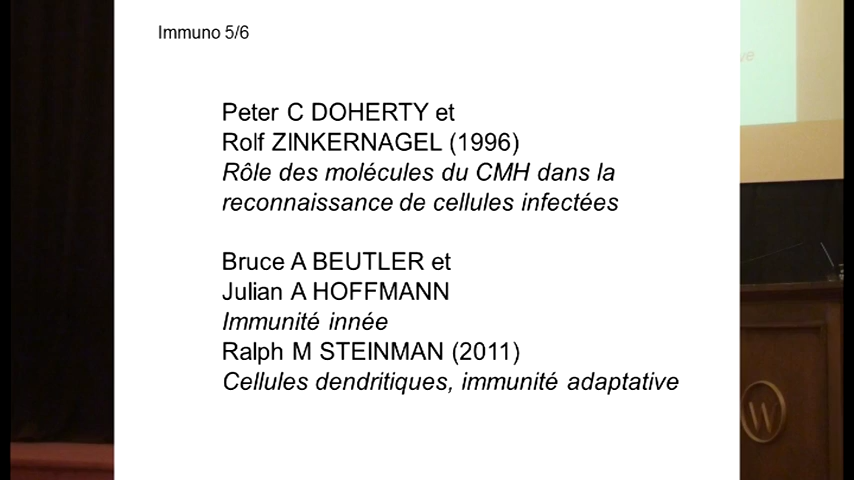 Immuno 5/6
Peter C DOHERTY et
Rolf ZINKERNAGEL (1996)
Rôle des molécules du CMH dans la
reconnaissance de cellules infectées
Bruce A BEUTLER et
Julian A HOFFMANN
Immunité innée
Ralph M STEINMAN (2011)
Cellules dendritiques, immunité adaptative
ve
W